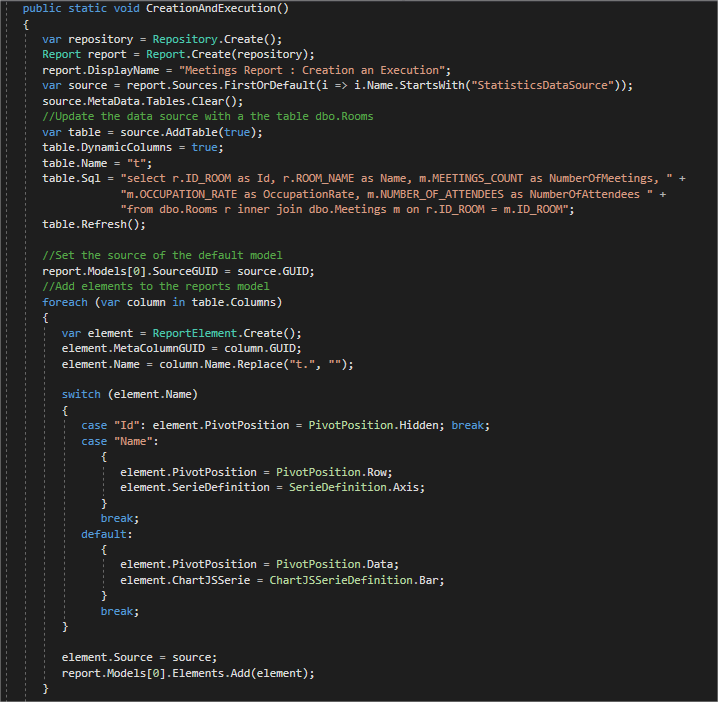 public static void CreationAndExecution()
{
var repository = Repository.Create();
Report report = Report.Create(repository);
report.DisplayName = "Meetings Report : Creation an Execution";
var source = report.Sources.FirstOrDefault(i => i.Name.StartsWith("StatisticsDataSource"));
source.MetaData.Tables.Clear();
//Update the data source with a the table dbo.Rooms
var table = source.AddTable(true);
table.DynamicColumns = true;
table.Name = "t";
table.Sql = "select r.ID_ROOM as Id, r.ROOM_NAME as Name, m.MEETINGS_COUNT as NumberOfMeetings, " +
"m.OCCUPATION_RATE as OccupationRate, m.NUMBER_OF_ATTENDEES as NumberOfAttendees " +
"from dbo.Rooms r inner join dbo.Meetings m on r.ID_ROOM = m.ID_ROOM";
table.Refresh();

//Set the source of the default model
report.Models[0].SourceGUID = source.GUID;
//Add elements to the reports model
foreach (var column in table.Columns)
{
var element = ReportElement.Create();
element.MetaColumnGUID = column.GUID;
element.Name = column.Name.Replace("t.", "");

switch (element.Name)
{
case "Id": element.PivotPosition = PivotPosition.Hidden; break;
case "Name":
{
element.PivotPosition = PivotPosition.Row;
element.SerieDefinition = SerieDefinition.Axis;
}
break;
default:
{
element.PivotPosition = PivotPosition.Data;
element.ChartJSSerie = ChartJSSerieDefinition.Bar;
}
break;
}

element.Source = source;
report.Models[0].Elements.Add(element);
}